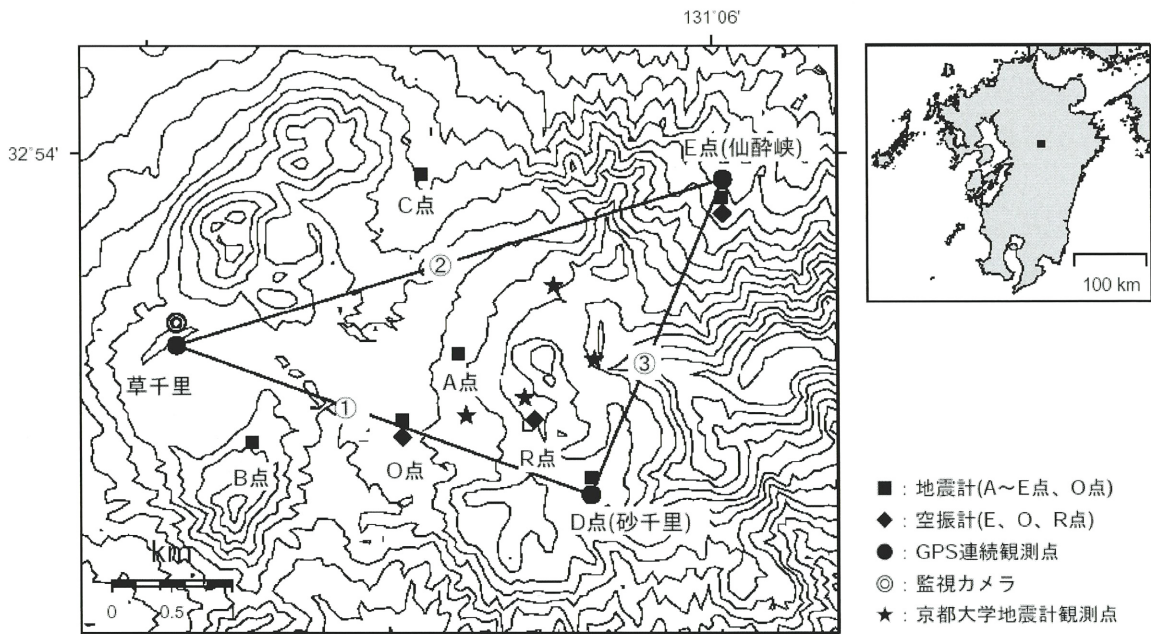 131°06'
32°54'
E点(仙酔峡)
C点
②
草千里
A点
③
①
B点
O点
R点
D点(砂千里)
km
0 0.5
100 km
■ : 地震計(A～E点、O点)
◆ : 空振計(E、O、R点)
● : GPS連続観測点
◎ : 監視カメラ
★ : 京都大学地震計観測点